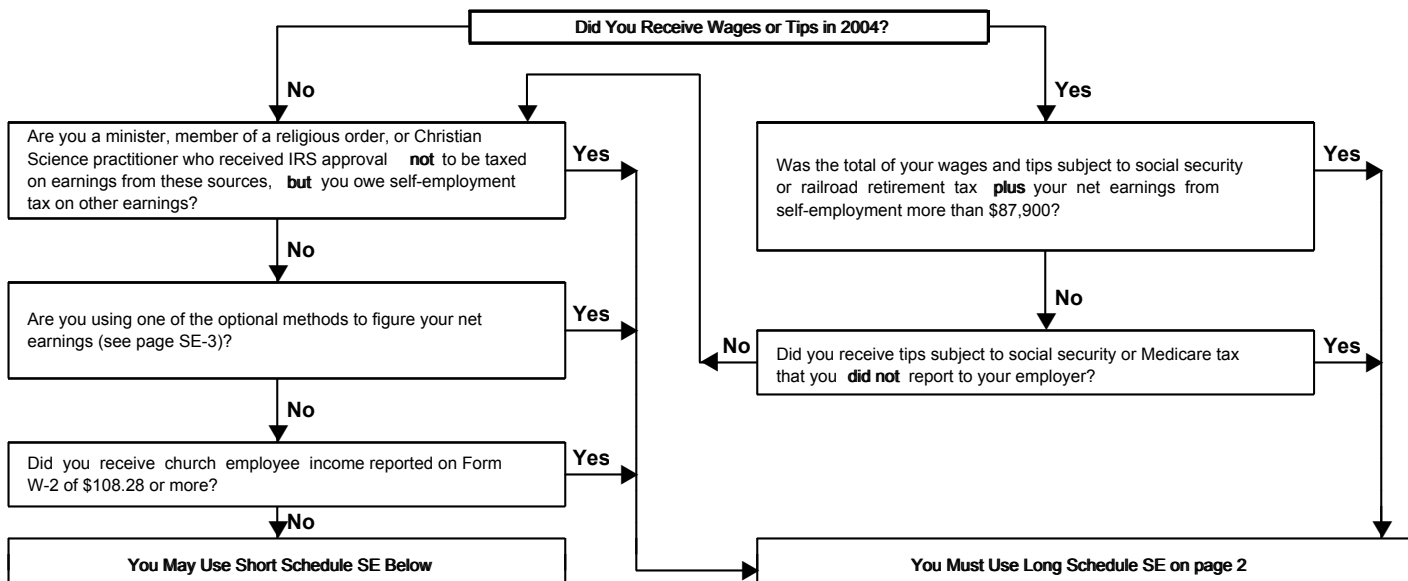 Did You Receive Wages or Tips in 2004?
No
Yes
Are you a minister, member of a religious order, or Christian
Science practitioner who received IRS approval not to be taxed
on earnings from these sources, but you owe self-employment
tax on other earnings?
Yes
Was the total of your wages and tips subject to social security
or railroad retirement tax plus your net earnings from
self-employment more than $87,900?
Yes
No
No
Are you using one of the optional methods to figure your net
earnings (see page SE-3)?
Yes
No
Did you receive tips subject to social security or Medicare tax
that you did not report to your employer?
Yes
No
Did you receive church employee income reported on Form
W-2 of $108.28 or more?
Yes
No
You May Use Short Schedule SE Below
You Must Use Long Schedule SE on page 2